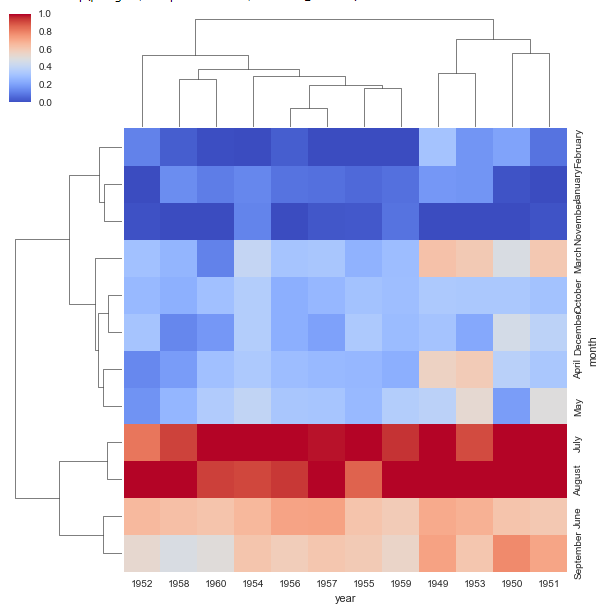 1.0
0.8
0.6
0.4
0.2
0.0
February
January
November
March
October
December
April
May
July
August
June
September
month
1952 1958 1960 1954 1956 1957 1955 1959 1949 1953 1950 1951
year